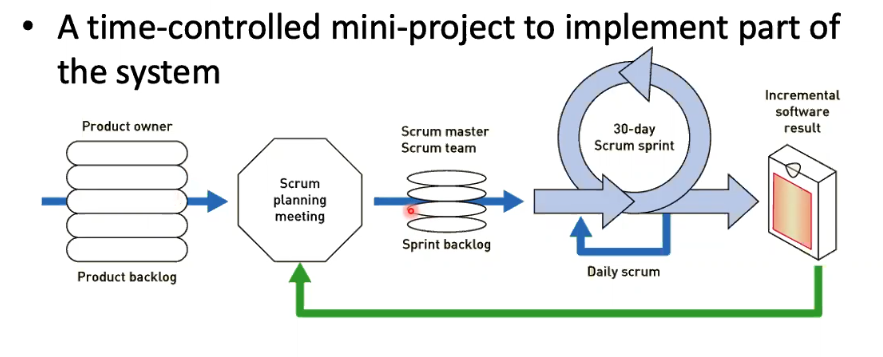 • A time-controlled mini-project to implement part of
the system
Product owner
Product backlog
Scrum
planning
meeting
Scrum master
Scrum team
Sprint backlog
30-day
Scrum sprint
Daily scrum
Incremental
software
result